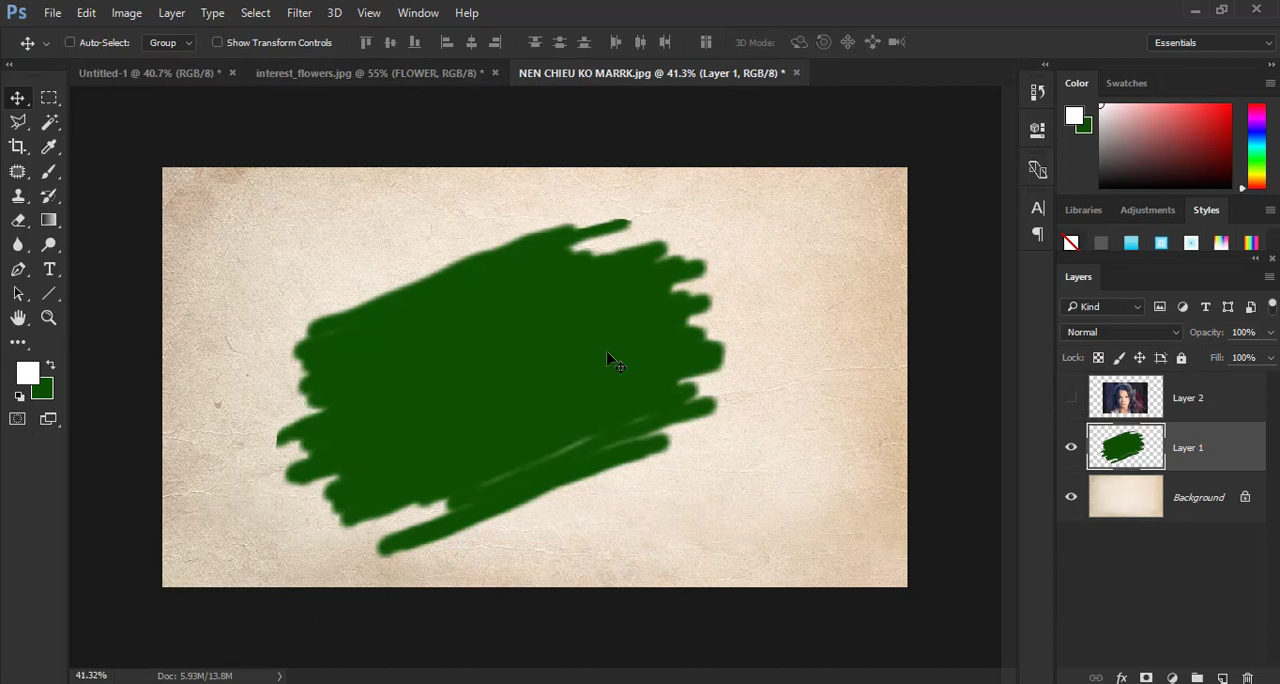 Ps File Edit Image Layer Type Select Filter 3D View Window Help
Auto-Select: Group Show Transform Controls 3D Mode: Essentials
Untitled-1 @ 40.7% (RGB/8) * × interest_flowers.jpg @ 55% (FLOWER, RGB/8) * × NEN CHIEU KO MARRK.jpg @ 41.3% (Layer 1, RGB/8) * ×
Color Swatches
Libraries Adjustments Styles
Layers
Kind
Normal Opacity: 100%
Lock: Fill: 100%
Layer 2
Layer 1
Background
41.32% Doc: 5.93M/13.8M